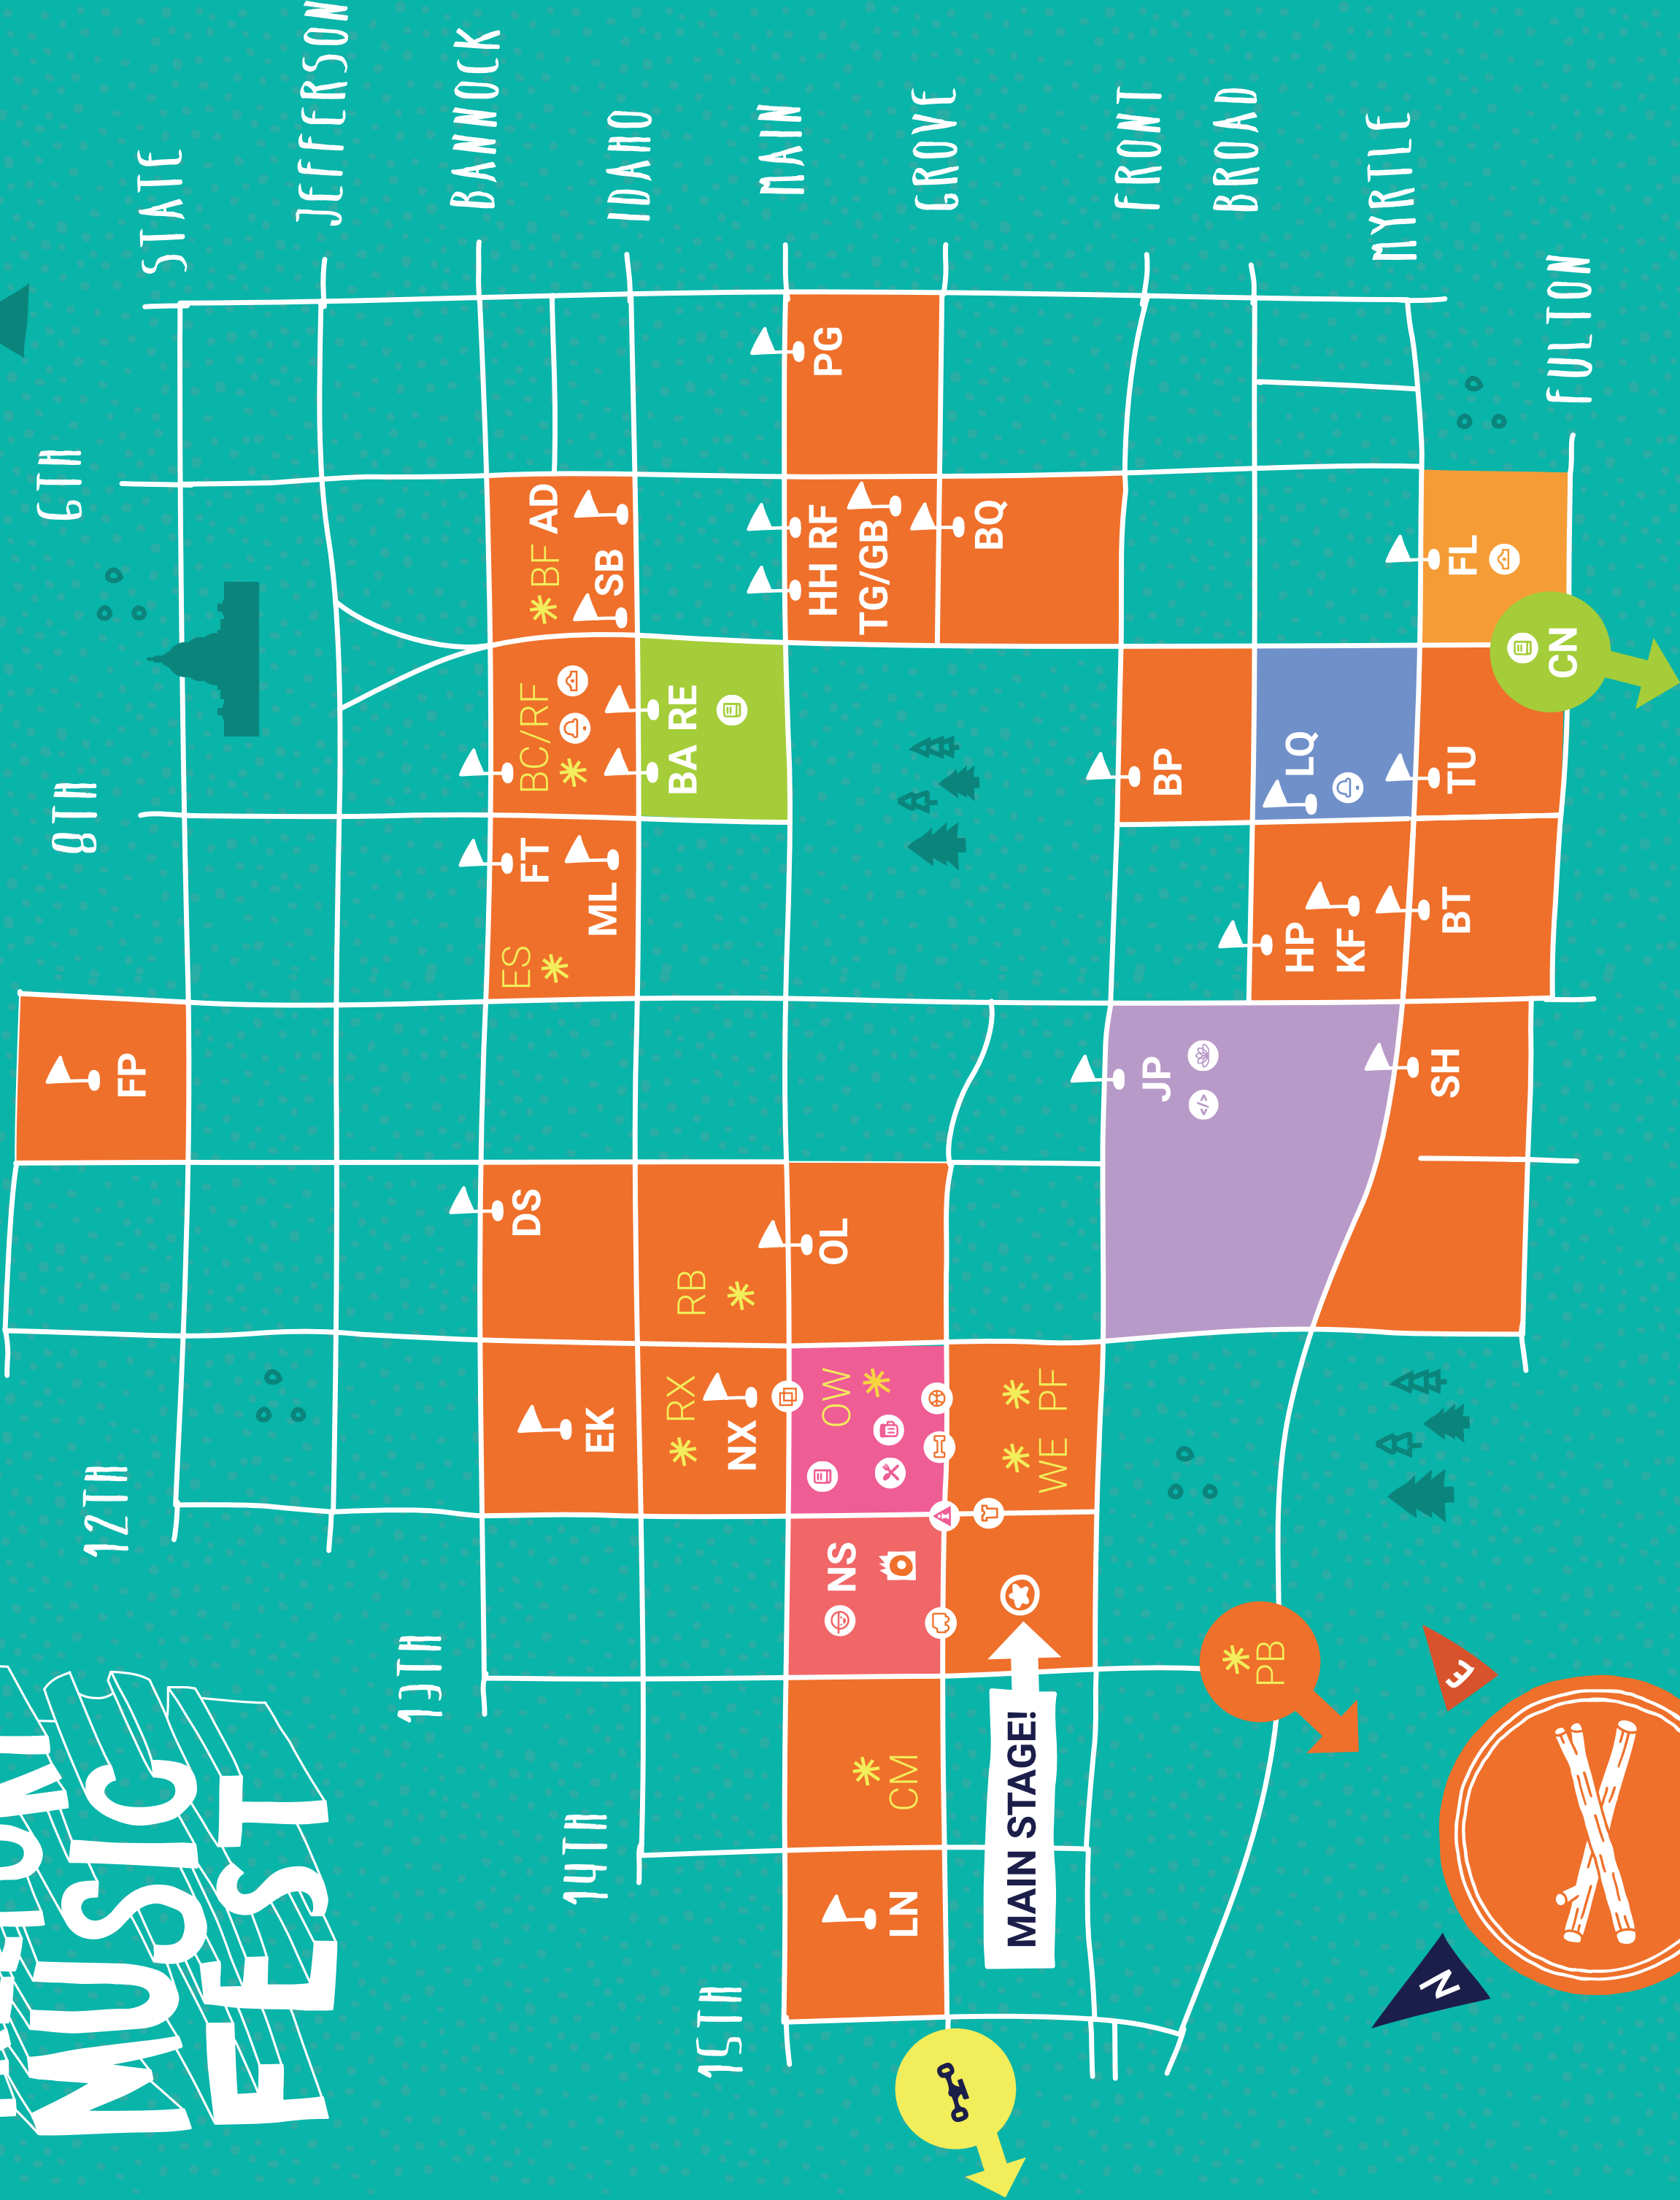 MUSIC
FEST
15TH
14TH
13TH
12TH
8TH
6TH
STATE
JEFFERSON
BANNOCK
IDAHO
MAIN
GROVE
FRONT
BROAD
MYRTLE
FULTON
FP
EK
DS
ES
FT
ML
BC/RF
BF
AD
SB
RX
NX
RB
BA
RE
LN
CM
NS
OW
OL
HH
RF
TG/GB
PG
MAIN STAGE!
WE
PF
BQ
JP
BP
HP
KF
LQ
PB
SH
BT
TU
FL
CN
</>
N
E